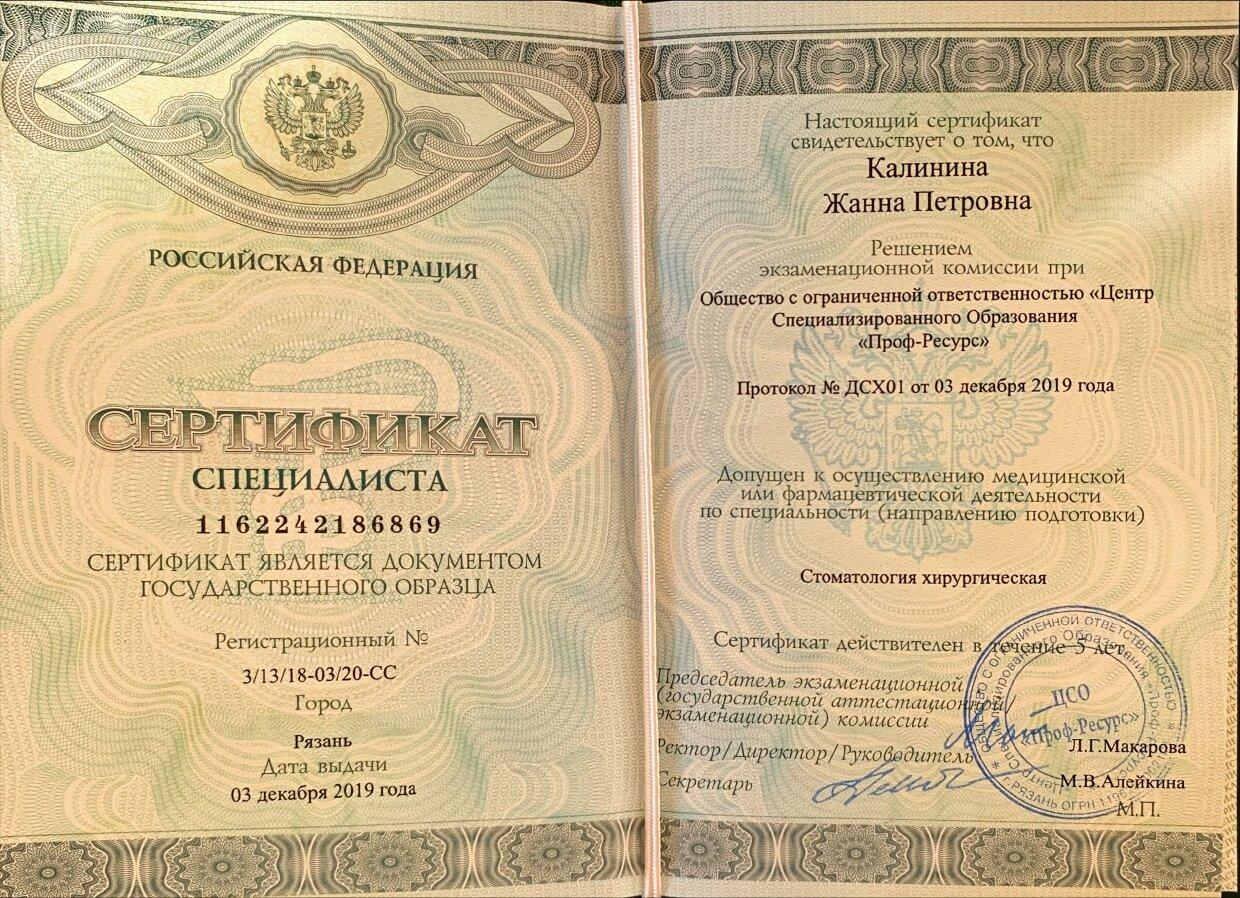 РОССИЙСКАЯ ФЕДЕРАЦИЯ
СЕРТИФИКАТ
СПЕЦИАЛИСТА
1162242186869
СЕРТИФИКАТ ЯВЛЯЕТСЯ ДОКУМЕНТОМ
ГОСУДАРСТВЕННОГО ОБРАЗЦА
Регистрационный №
3/13/18-03/20-СС
Город
Рязань
Дата выдачи
03 декабря 2019 года
Настоящий сертификат
свидетельствует о том, что
Калинина
Жанна Петровна
Решением
экзаменационной комиссии при
Общество с ограниченной ответственностью «Центр
Специализированного Образования
«Проф-Ресурс»
Протокол № ДСХ01 от 03 декабря 2019 года
Допущен к осуществлению медицинской
или фармацевтической деятельности
по специальности (направлению подготовки)
Стоматология хирургическая
Сертификат действителен в течение 5 лет.
Председатель экзаменационной
(государственной аттестационной/
экзаменационной) комиссии
Ректор/Директор/Руководитель
Л.Г.Макарова
Секретарь
М.В.Алейкина
М.П.
ЦСО
«Проф-Ресурс»